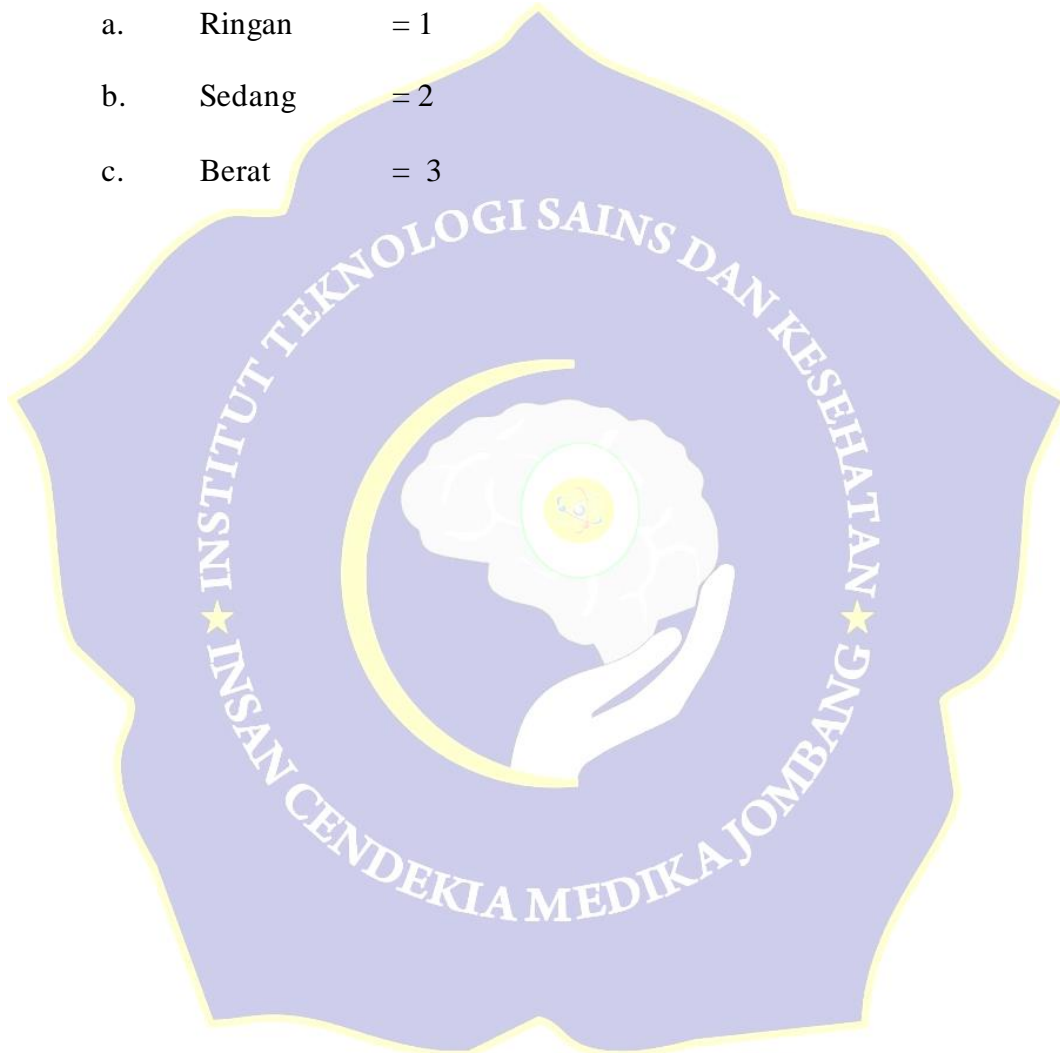 a. Ringan = 1
b. Sedang = 2
c. Berat = 3
INSTITUT TEKNOLOGI SAINS DAN KESEHATAN
INSAN CENDEKIA MEDIKA JOMBANG